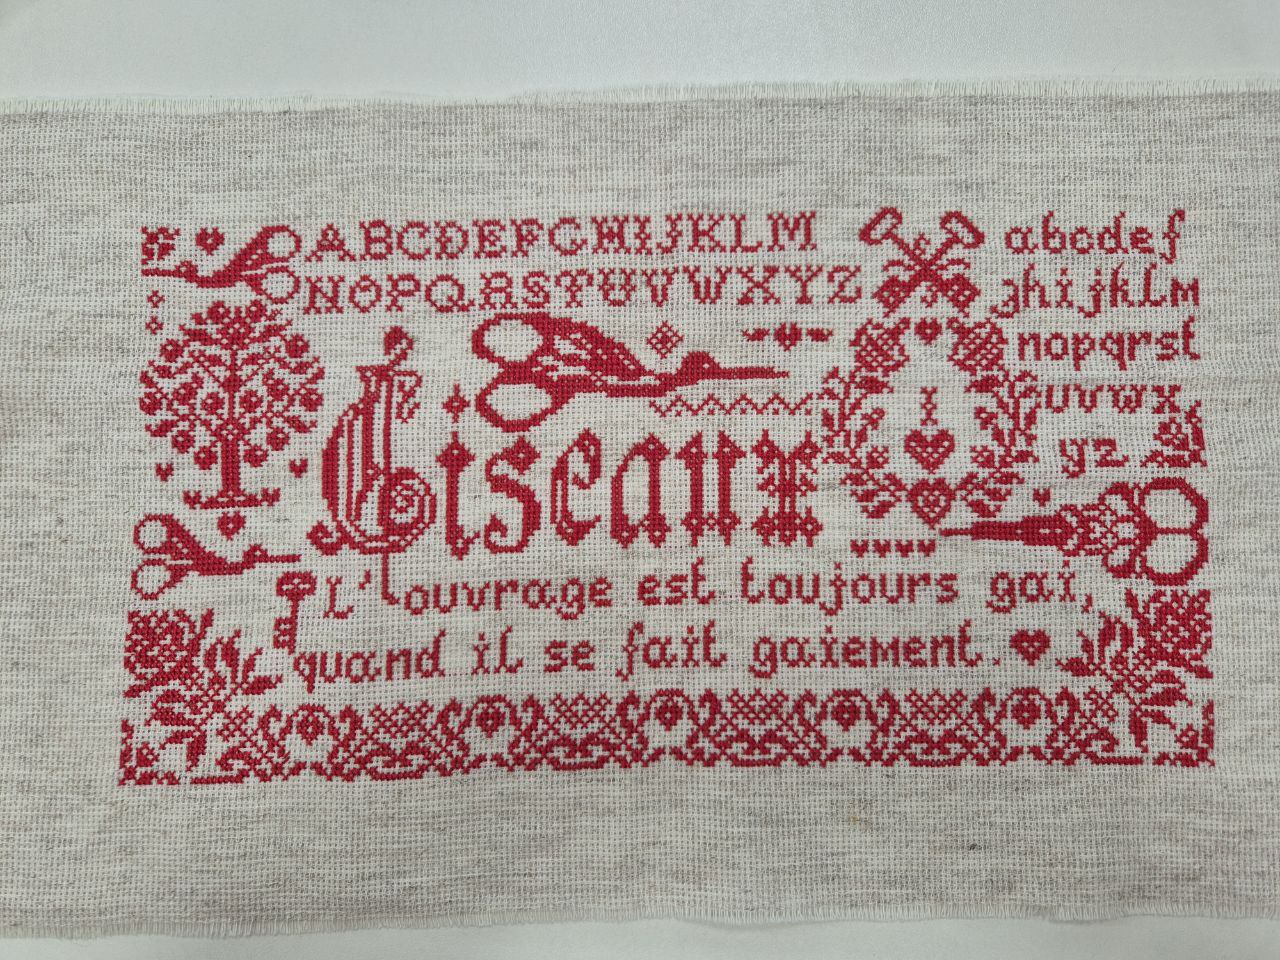 ABCDEFGHIJKLM
NOPQRSTUVWXYZ
abcdef
ghijklm
nopqrst
uvwx
yz
I
Ciseaux
L'ouvrage est toujours gai,
quand il se fait gaiement.